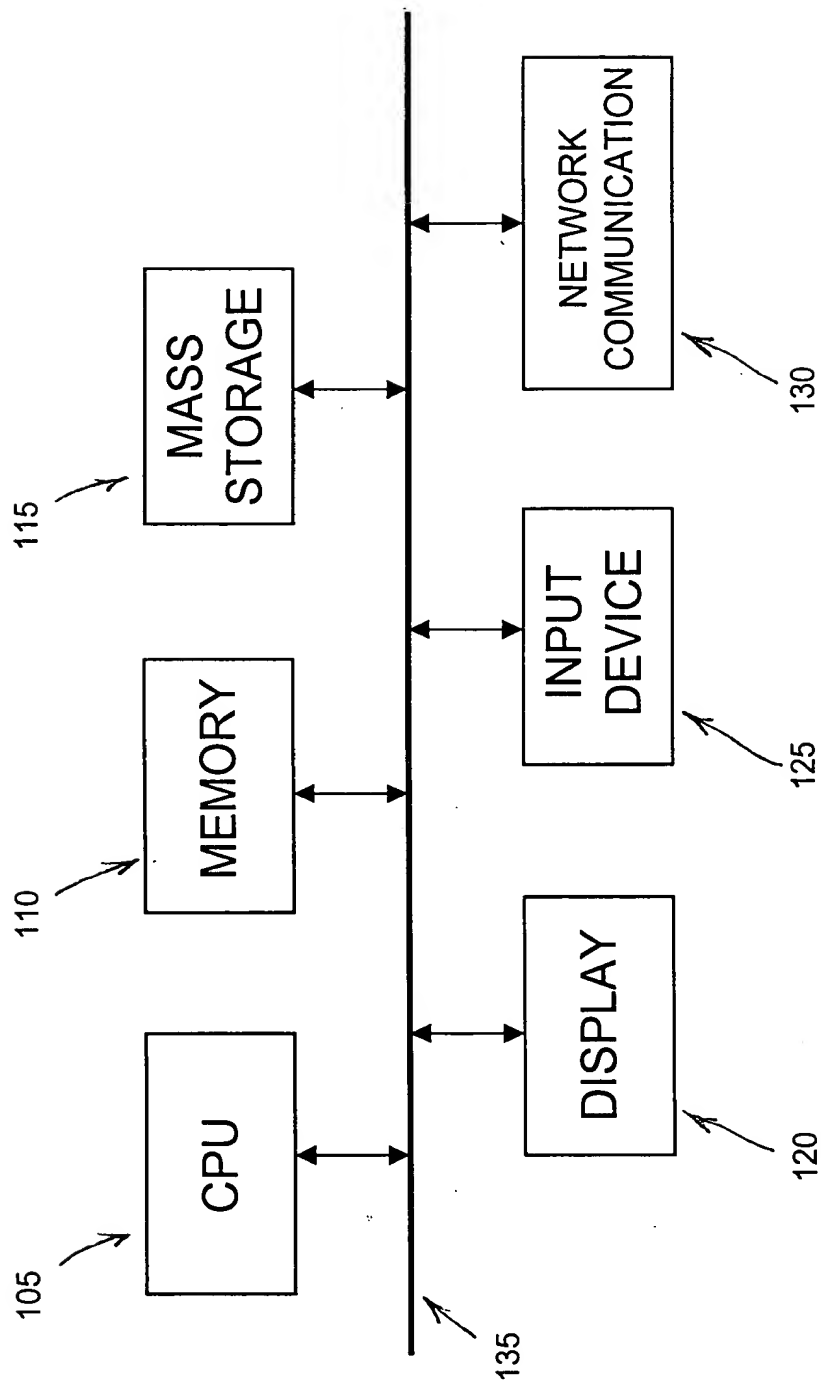 105
110
115
CPU
MEMORY
MASS
STORAGE
135
DISPLAY
INPUT
DEVICE
NETWORK
COMMUNICATION
120
125
130